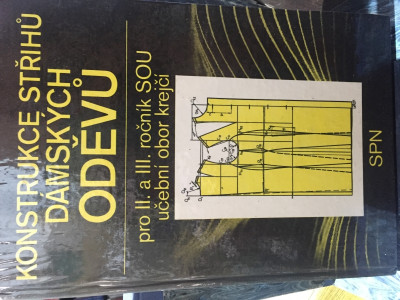 KONSTRUKCE STŘIHŮ
DÁMSKÝCH
ODĚVŮ
pro II. a III. ročník SOU
učební obor krejčí
SPN